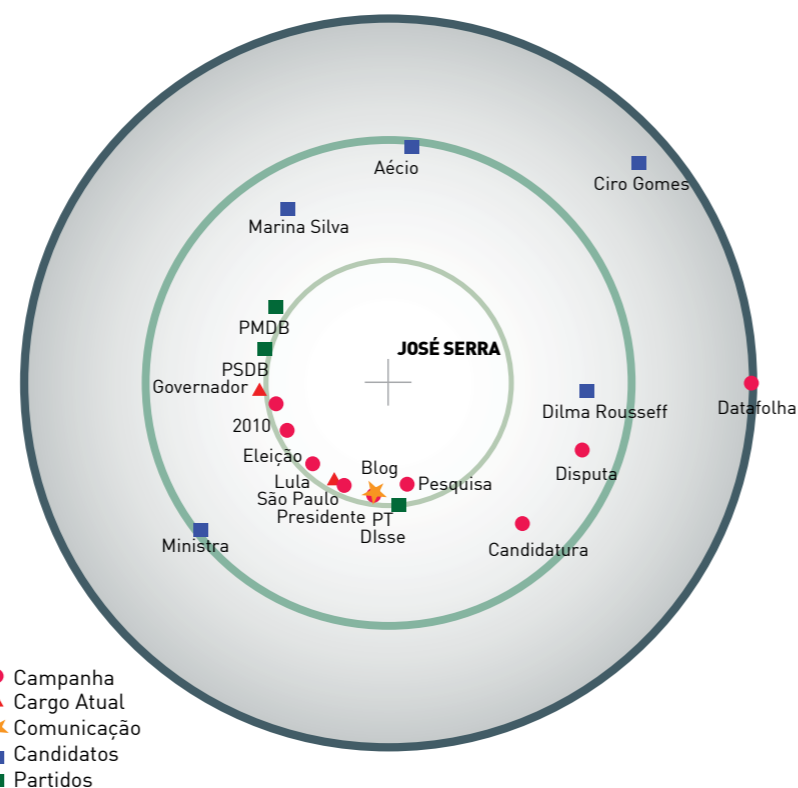 Aécio
Ciro Gomes
Marina Silva
PMDB
JOSÉ SERRA
PSDB
Governador
Dilma Rousseff
Datafolha
2010
Eleição
Blog
Disputa
Lula
Pesquisa
São Paulo
Presidente
PT
DIsse
Ministra
Candidatura
Campanha
Cargo Atual
Comunicação
Candidatos
Partidos